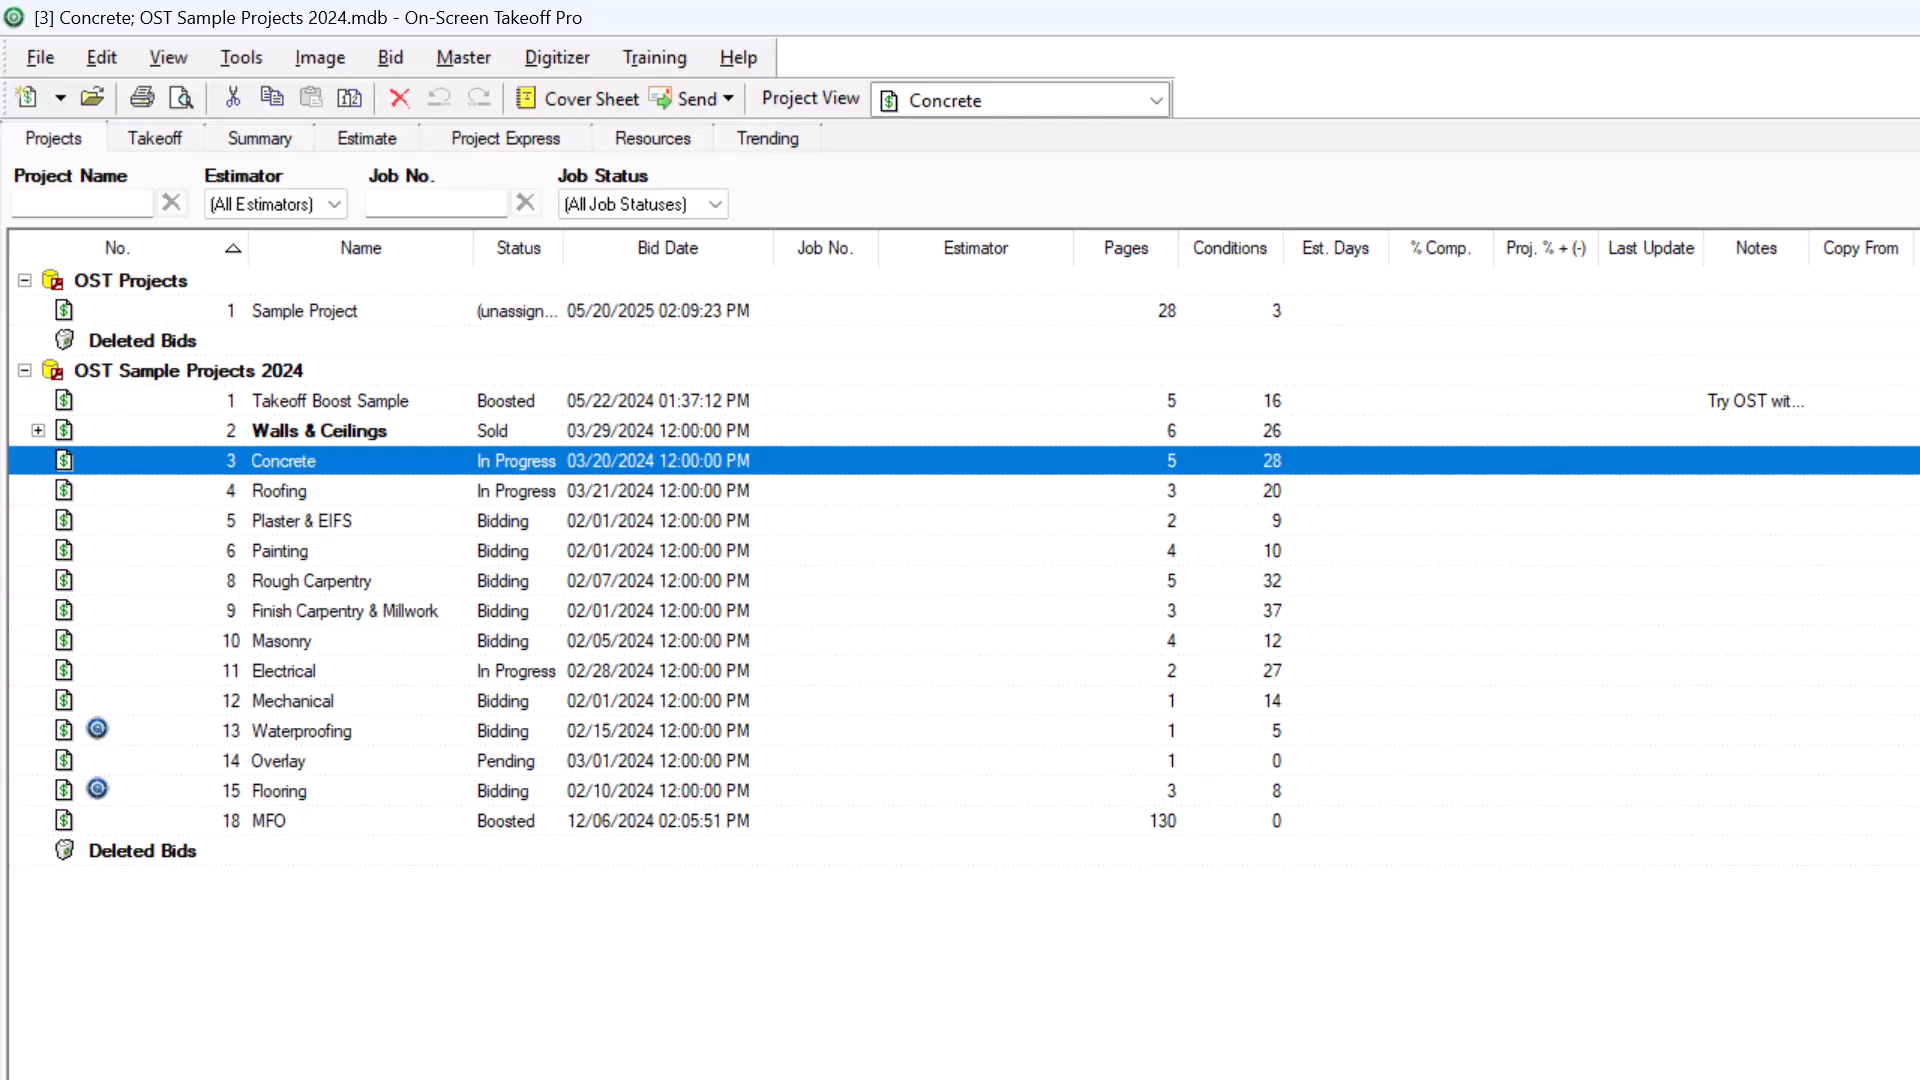 [3] Concrete; OST Sample Projects 2024.mdb - On-Screen Takeoff Pro
File Edit View Tools Image Bid Master Digitizer Training Help
Cover Sheet Send Project View Concrete
Projects Takeoff Summary Estimate Project Express Resources Trending
Project Name Estimator Job No. Job Status
(All Estimators) (All Job Statuses)
No. Name Status Bid Date Job No. Estimator Pages Conditions Est. Days % Comp. Proj. % + (-) Last Update Notes Copy From
OST Projects
1 Sample Project (unassign... 05/20/2025 02:09:23 PM 28 3
Deleted Bids
OST Sample Projects 2024
1 Takeoff Boost Sample Boosted 05/22/2024 01:37:12 PM 5 16 Try OST wit...
2 Walls & Ceilings Sold 03/29/2024 12:00:00 PM 6 26
3 Concrete In Progress 03/20/2024 12:00:00 PM 5 28
4 Roofing In Progress 03/21/2024 12:00:00 PM 3 20
5 Plaster & EIFS Bidding 02/01/2024 12:00:00 PM 2 9
6 Painting Bidding 02/01/2024 12:00:00 PM 4 10
8 Rough Carpentry Bidding 02/07/2024 12:00:00 PM 5 32
9 Finish Carpentry & Millwork Bidding 02/01/2024 12:00:00 PM 3 37
10 Masonry Bidding 02/05/2024 12:00:00 PM 4 12
11 Electrical In Progress 02/28/2024 12:00:00 PM 2 27
12 Mechanical Bidding 02/01/2024 12:00:00 PM 1 14
13 Waterproofing Bidding 02/15/2024 12:00:00 PM 1 5
14 Overlay Pending 03/01/2024 12:00:00 PM 1 0
15 Flooring Bidding 02/10/2024 12:00:00 PM 3 8
18 MFO Boosted 12/06/2024 02:05:51 PM 130 0
Deleted Bids